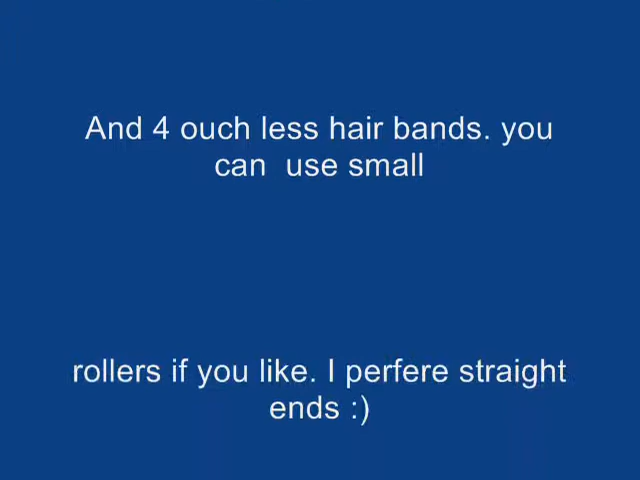 And 4 ouch less hair bands. you
can  use small
rollers if you like. I perfere straight
ends :)